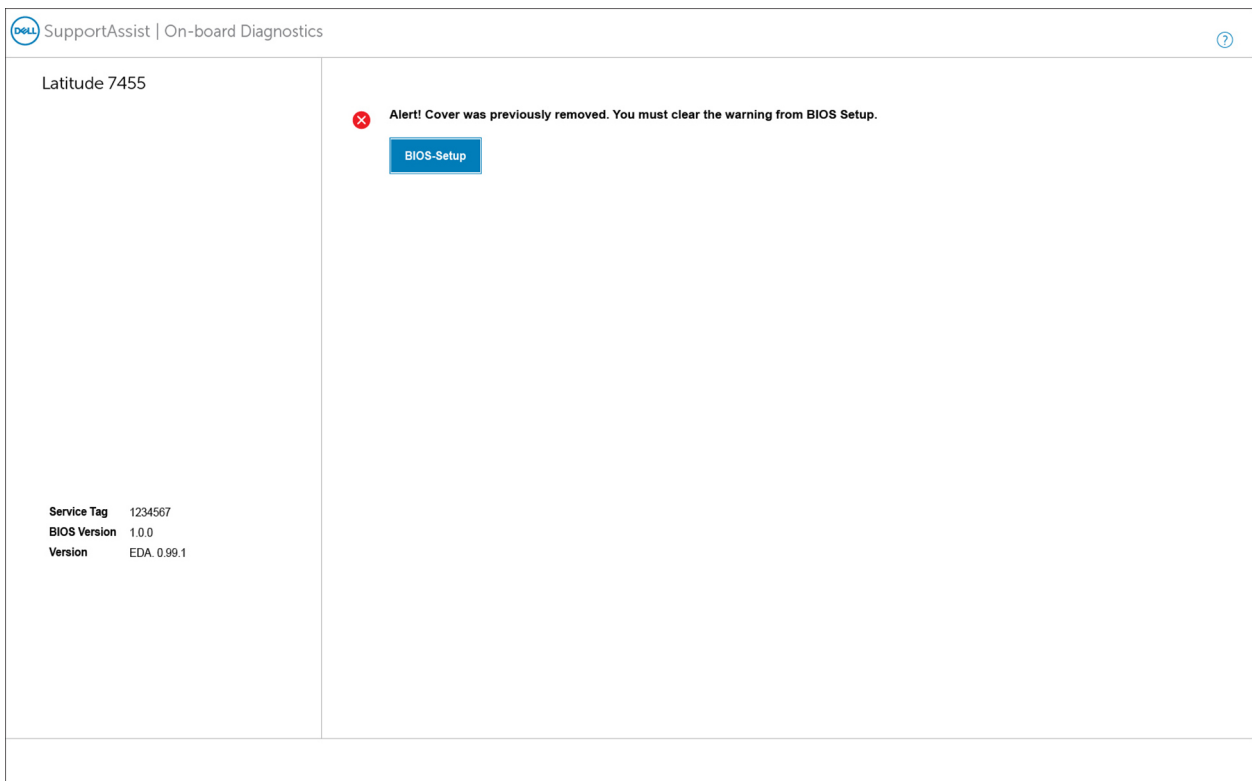 DELL SupportAssist | On-board Diagnostics
?
Latitude 7455
Alert! Cover was previously removed. You must clear the warning from BIOS Setup.
BIOS-Setup
Service Tag 1234567
BIOS Version 1.0.0
Version EDA. 0.99.1